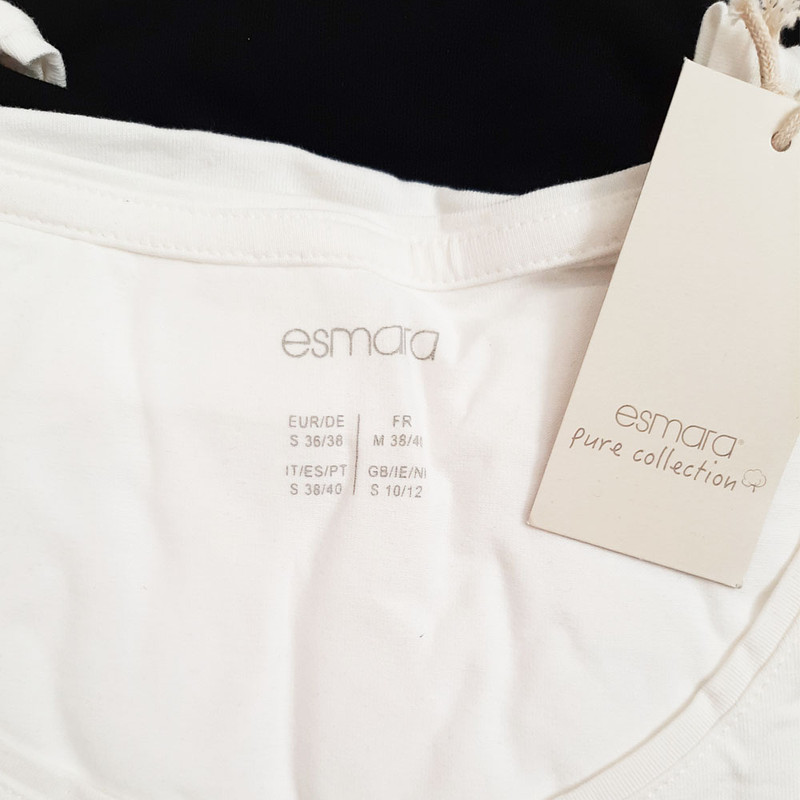 esmara
EUR/DE
S 36/38
FR
M 38/40
IT/ES/PT
S 38/40
GB/IE/NI
S 10/12
esmara®
pure collection